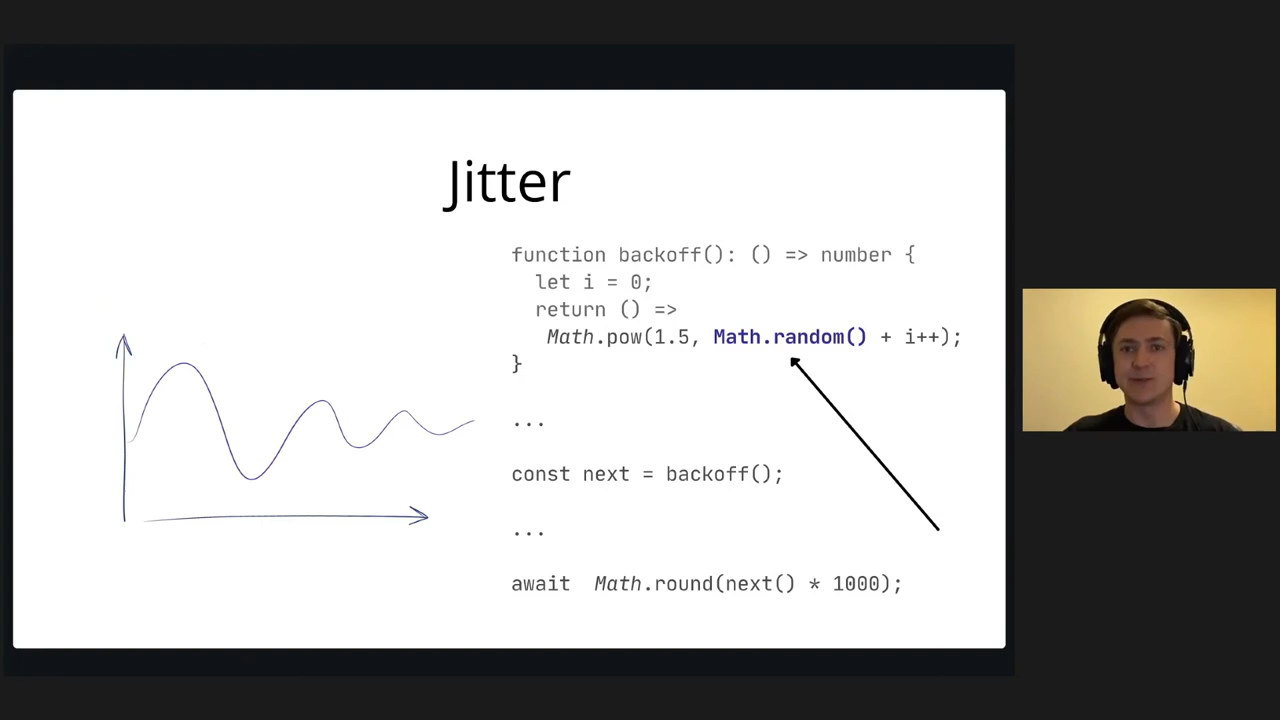 Jitter
function backoff(): () => number {
let i = 0;
return () =>
Math.pow(1.5, Math.random() + i++);
}
...
const next = backoff();
...
await Math.round(next() * 1000);